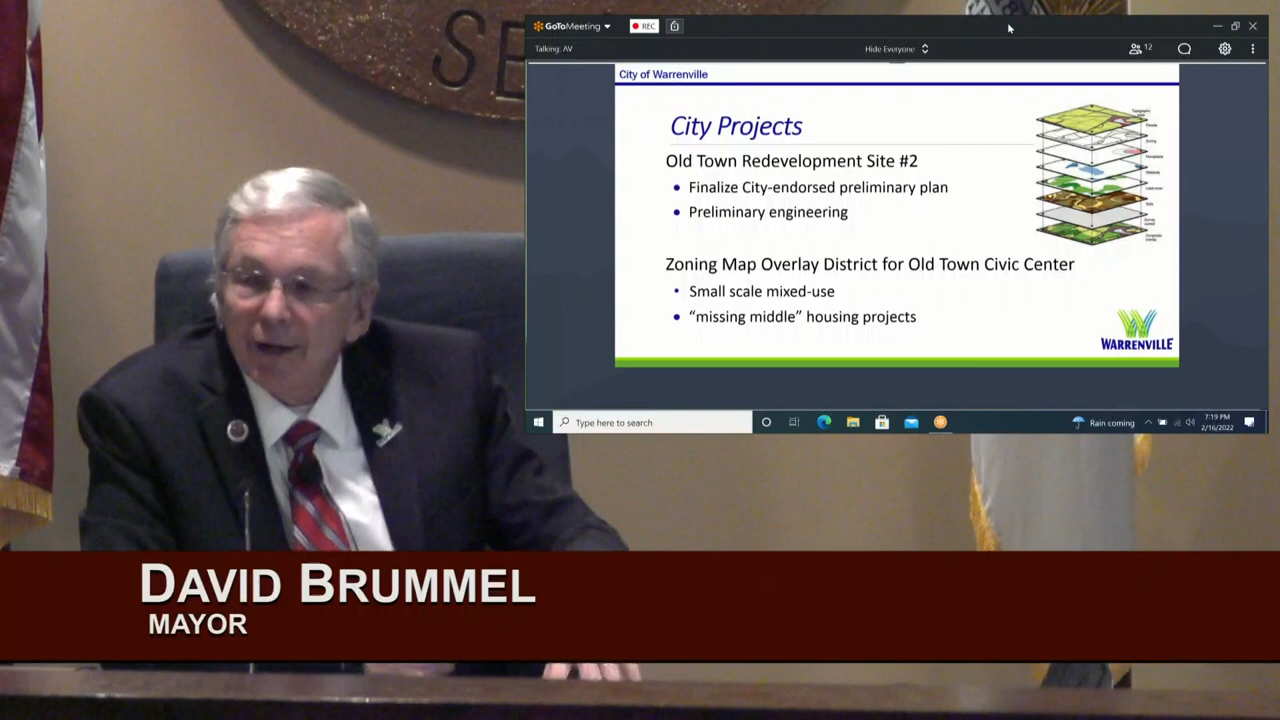 SE
GoToMeeting
REC
Talking: AV
Hide Everyone
12
City of Warrenville
City Projects
Old Town Redevelopment Site #2
• Finalize City-endorsed preliminary plan
• Preliminary engineering
Zoning Map Overlay District for Old Town Civic Center
• Small scale mixed-use
• “missing middle” housing projects
WARRENVILLE
Type here to search
Rain coming
7:19 PM
2/16/2022
DAVID BRUMMEL
MAYOR